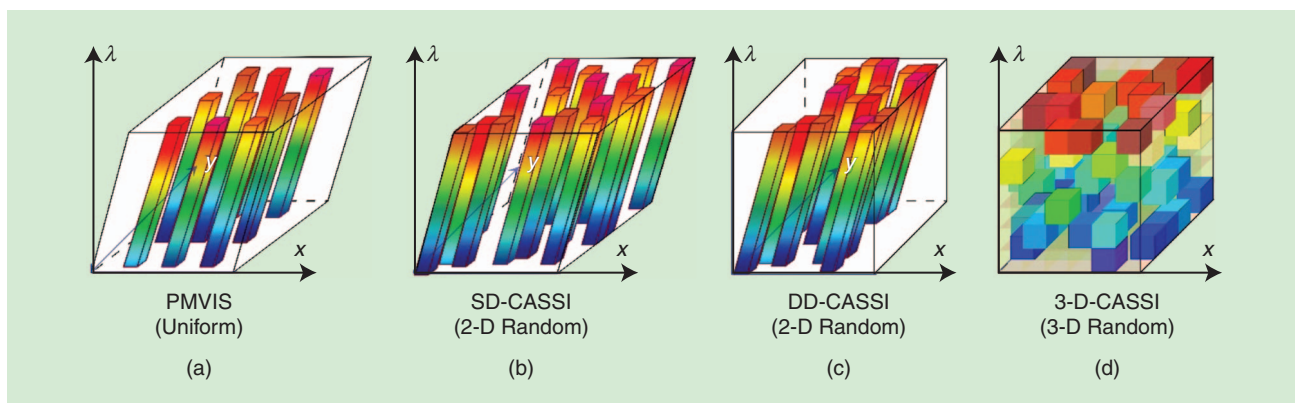 λ
y
x
PMVIS
(Uniform)
(a)
λ
y
x
SD-CASSI
(2-D Random)
(b)
λ
y
x
DD-CASSI
(2-D Random)
(c)
λ
x
3-D-CASSI
(3-D Random)
(d)